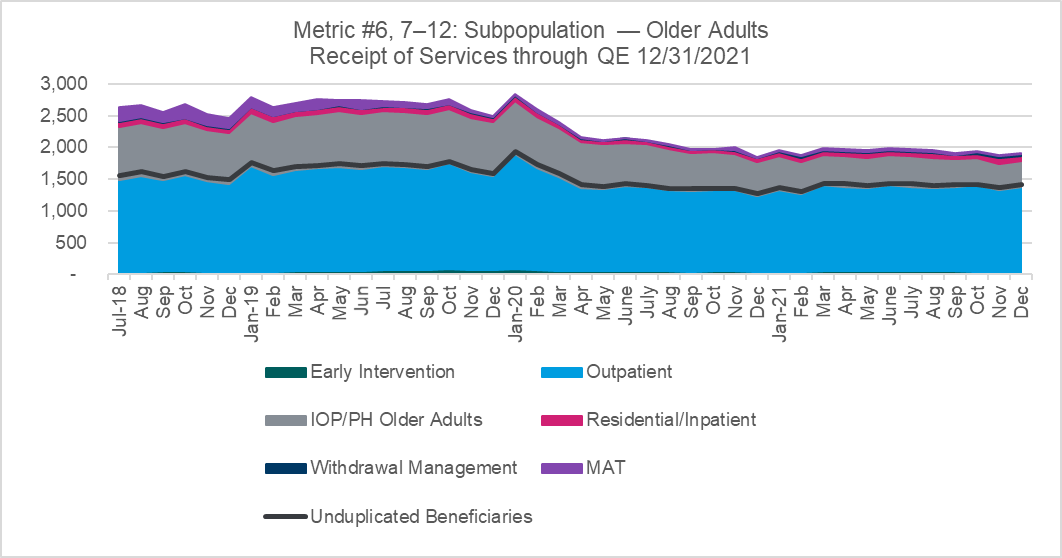 Metric #6, 7–12: Subpopulation — Older Adults
Receipt of Services through QE 12/31/2021
3,000
2,500
2,000
1,500
1,000
500
-
Jul-18 Aug Sep Oct Nov Dec Jan-19 Feb Mar Apr May Jun Jul Aug Sep Oct Nov Dec Jan-20 Feb Mar Apr May June July Aug Sep Oct Nov Dec Jan-21 Feb Mar Apr May June July Aug Sep Oct Nov Dec
Early Intervention Outpatient
IOP/PH Older Adults Residential/Inpatient
Withdrawal Management MAT
Unduplicated Beneficiaries